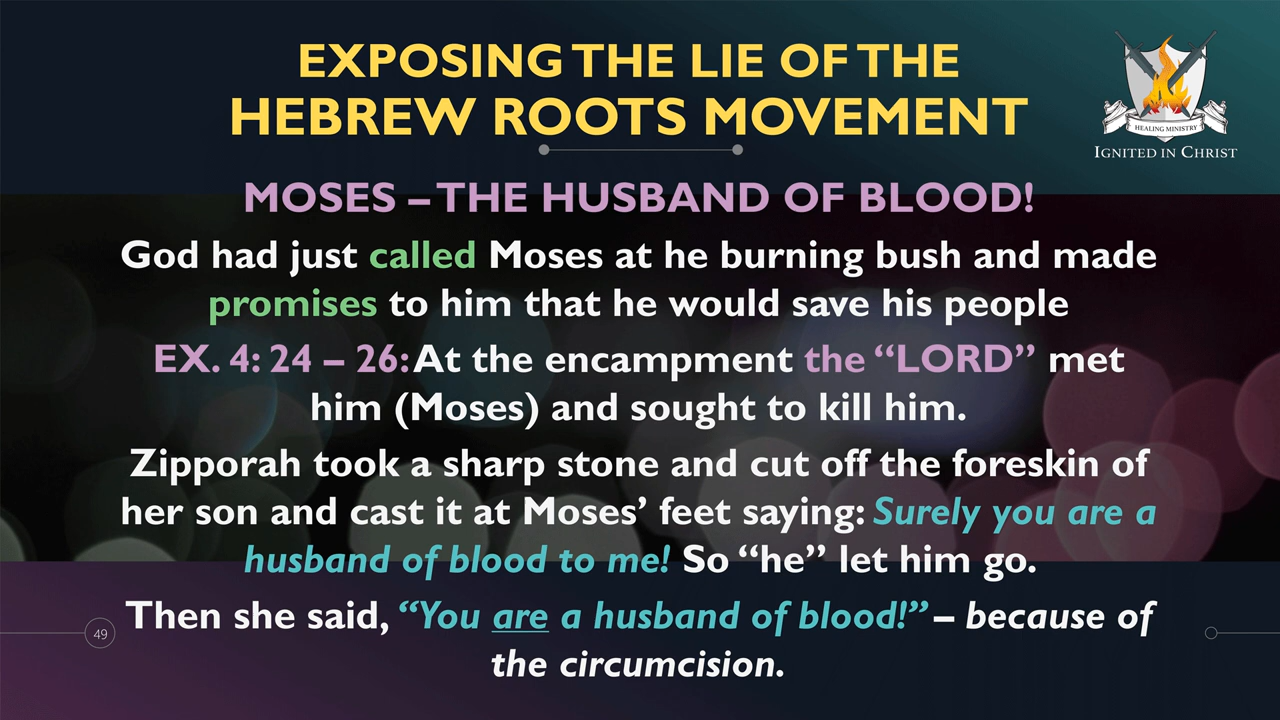 EXPOSING THE LIE OF THE
HEBREW ROOTS MOVEMENT
HEALING MINISTRY
IGNITED IN CHRIST
MOSES – THE HUSBAND OF BLOOD!
God had just called Moses at he burning bush and made
promises to him that he would save his people
EX. 4: 24 – 26: At the encampment the “LORD” met
him (Moses) and sought to kill him.
Zipporah took a sharp stone and cut off the foreskin of
her son and cast it at Moses’ feet saying: Surely you are a
husband of blood to me! So “he” let him go.
Then she said, “You are a husband of blood!” – because of
the circumcision.
49